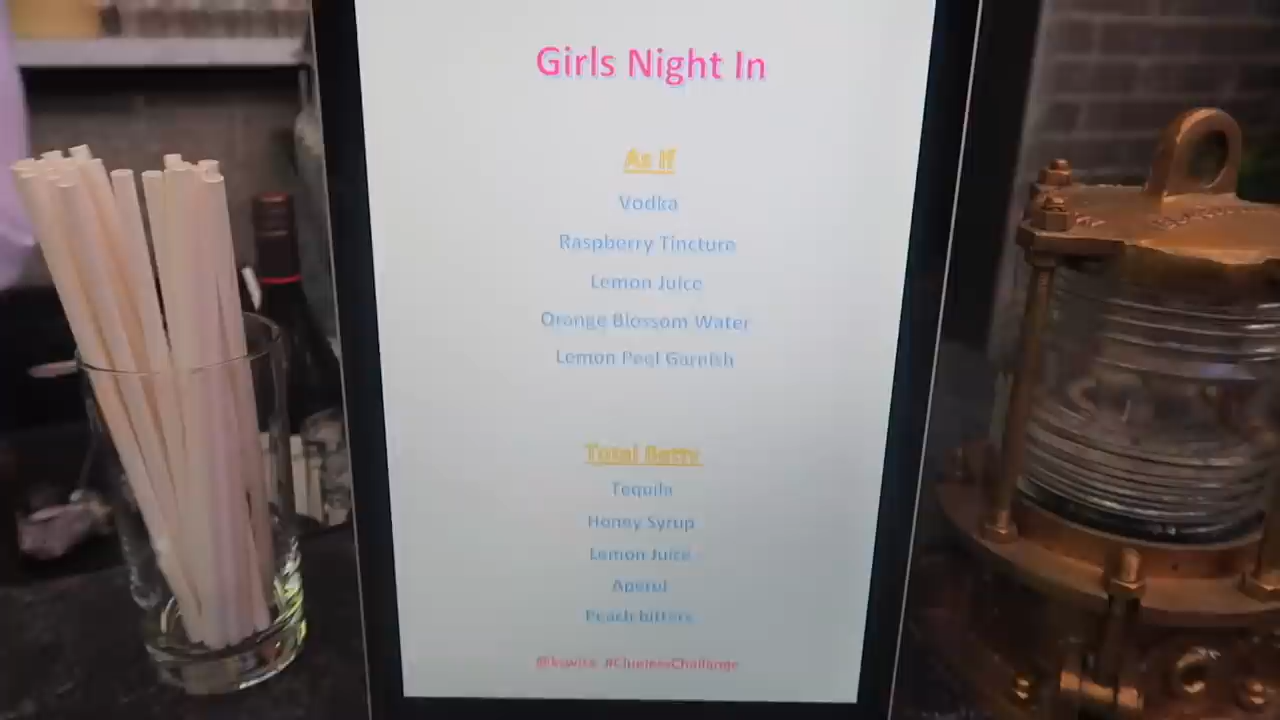 Girls Night In
As If
Vodka
Raspberry Tincture
Lemon Juice
Orange Blossom Water
Lemon Peel Garnish
Total Betty
Tequila
Honey Syrup
Lemon Juice
Aperol
Peach bitters
#CluelessChallenge